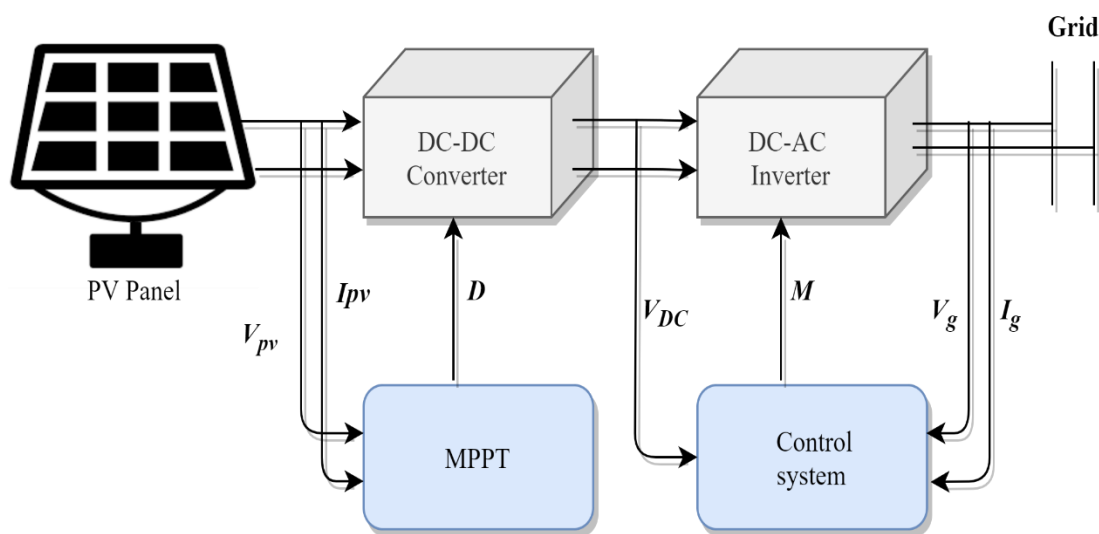 Grid
DC-DC
Converter
DC-AC
Inverter
PV Panel
Vpv
Ipv
D
VDC
M
Vg
Ig
MPPT
Control
system